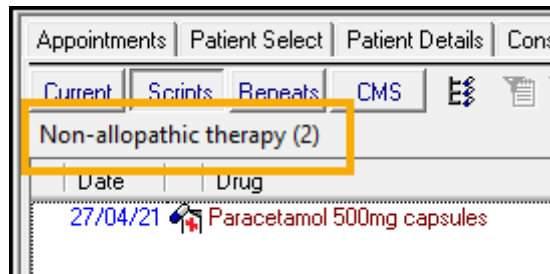 Appointments Patient Select Patient Details Cons
Current Scripts Repeats CMS
Non-allopathic therapy (2)
Date Drug
27/04/21 Paracetamol 500mg capsules